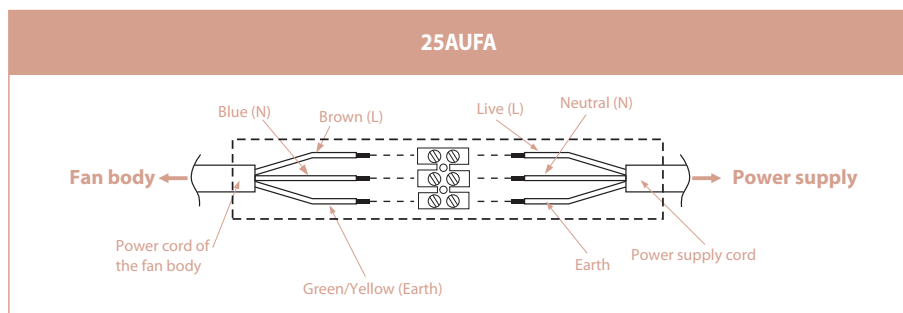 25AUFA
Blue (N)
Brown (L)
Live (L)
Neutral (N)
Fan body
Power supply
Power cord of
the fan body
Green/Yellow (Earth)
Earth
Power supply cord